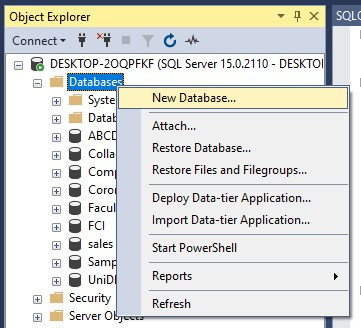 Object Explorer
SQLQ
Connect
DESKTOP-2OQPFKF (SQL Server 15.0.2110 - DESKTOI
Databases
Syste
New Database...
Datab
ABCD
Attach...
Colla
Restore Database...
Comp
Restore Files and Filegroups...
Coror
Facul
Deploy Data-tier Application...
FCI
Import Data-tier Application...
sales
Start PowerShell
Samp
UniDI
Reports
Security
Server Objects
Refresh